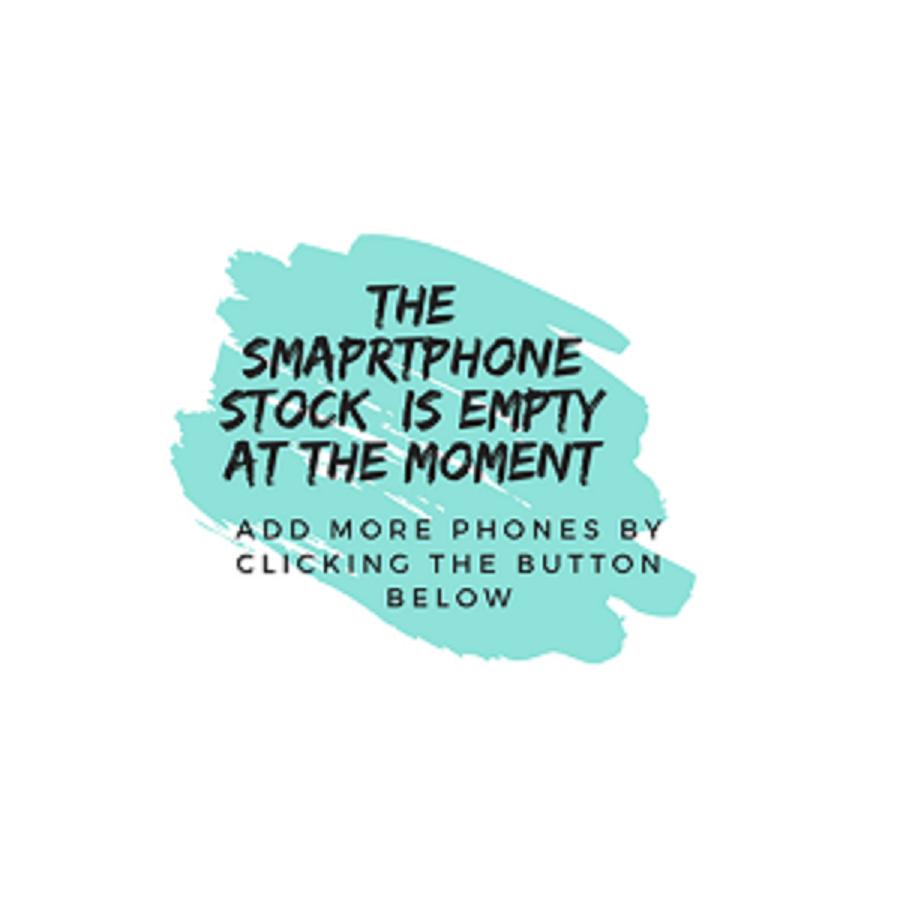 THE
SMAPRTPHONE
STOCK IS EMPTY
AT THE MOMENT
ADD MORE PHONES BY
CLICKING THE BUTTON
BELOW